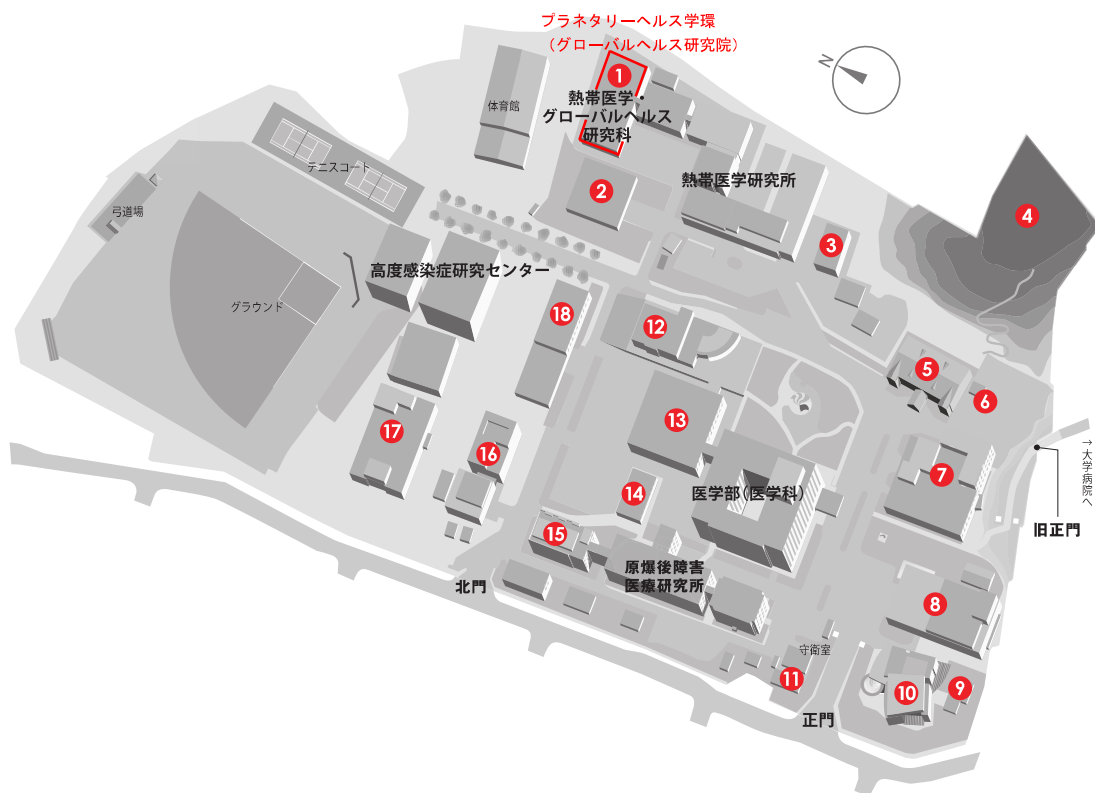 プラネタリーヘルス学環
（グローバルヘルス研究院）
N
1
体育館
熱帯医学・
グローバルヘルス
研究科
テニスコート
2
熱帯医学研究所
弓道場
4
3
高度感染症研究センター
グラウンド
18
12
5
6
13
17
16
7
→大学病院へ
14
医学部（医学科）
旧正門
15
原爆後障害
医療研究所
北門
8
守衛室
11
10
9
正門